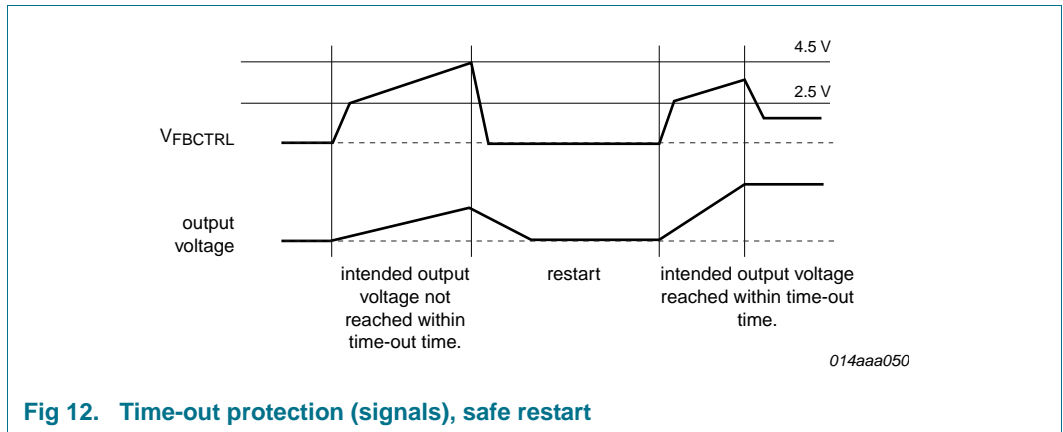 4.5 V
2.5 V
VFBCTRL
output
voltage
intended output
voltage not
reached within
time-out time.
restart
intended output voltage
reached within time-out
time.
014aaa050
Fig 12. Time-out protection (signals), safe restart